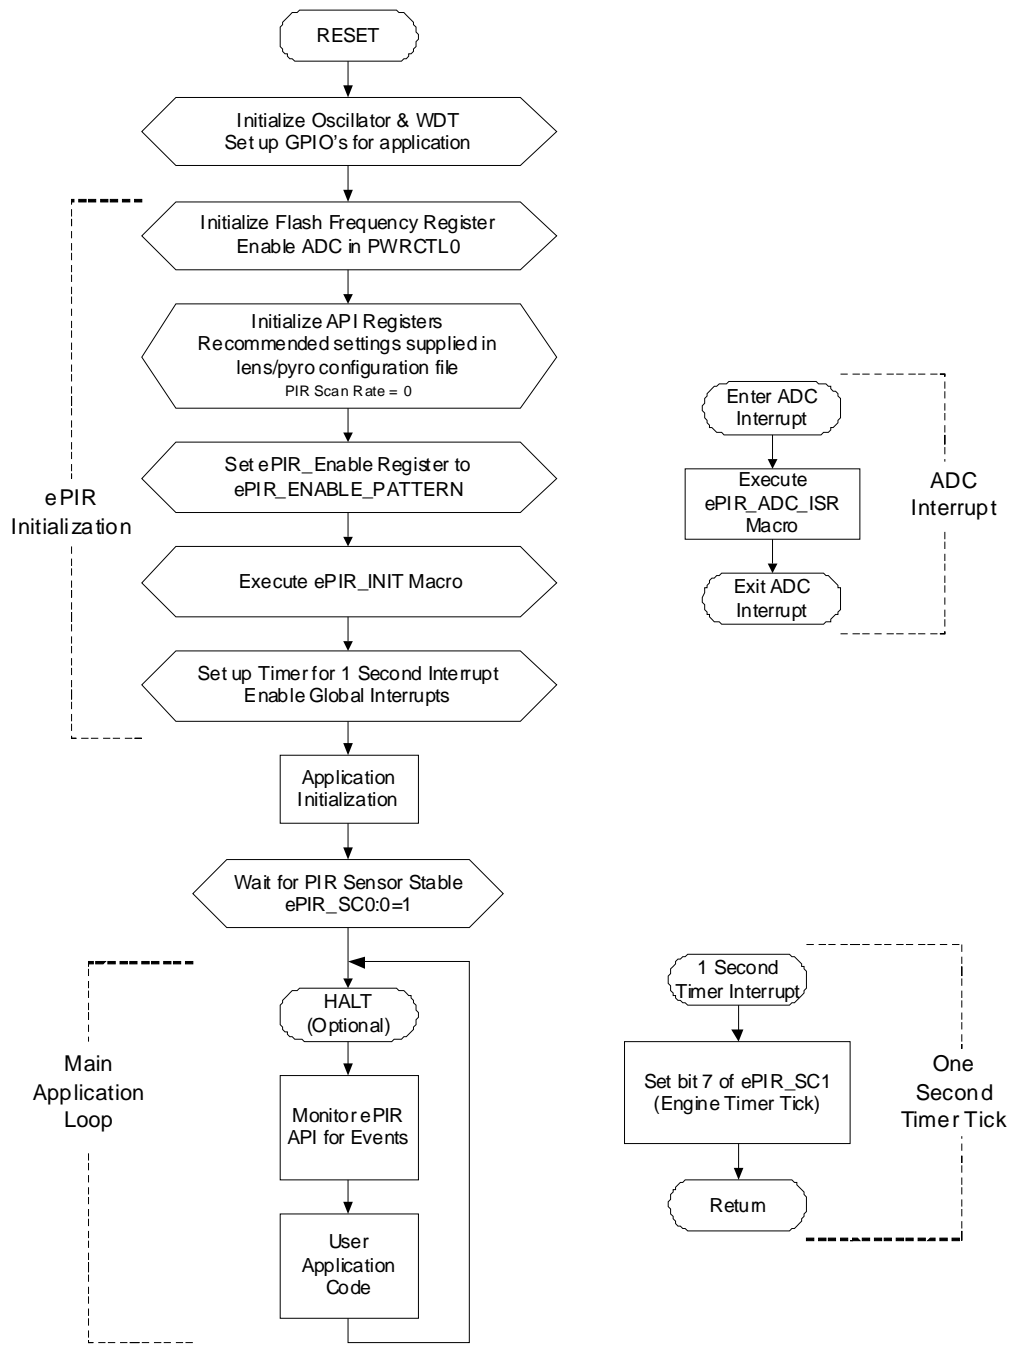 RESET
Initialize Oscillator & WDT
Set up GPIO's for application
Initialize Flash Frequency Register
Enable ADC in PWRCTL0
Initialize API Registers
Recommended settings supplied in
lens/pyro configuration file
PIR Scan Rate = 0
Set ePIR_Enable Register to
ePIR_ENABLE_PATTERN
ePIR
Initialization
Execute ePIR_INIT Macro
Set up Timer for 1 Second Interrupt
Enable Global Interrupts
Application
Initialization
Wait for PIR Sensor Stable
ePIR_SC0:0=1
HALT
(Optional)
Main
Application
Loop
Monitor ePIR
API for Events
User
Application
Code
Enter ADC
Interrupt
Execute
ePIR_ADC_ISR
Macro
Exit ADC
Interrupt
ADC
Interrupt
1 Second
Timer Interrupt
Set bit 7 of ePIR_SC1
(Engine Timer Tick)
Return
One
Second
Timer Tick